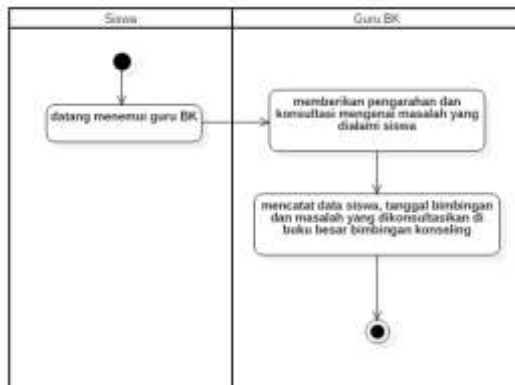 Siswa
Guru BK
datang menemui guru BK
memberikan pengarahan dan
konsultasi mengenai masalah yang
dialami siswa
mencatat data siswa, tanggal bimbingan
dan masalah yang dikonsultasikan di
buku besar bimbingan konseling